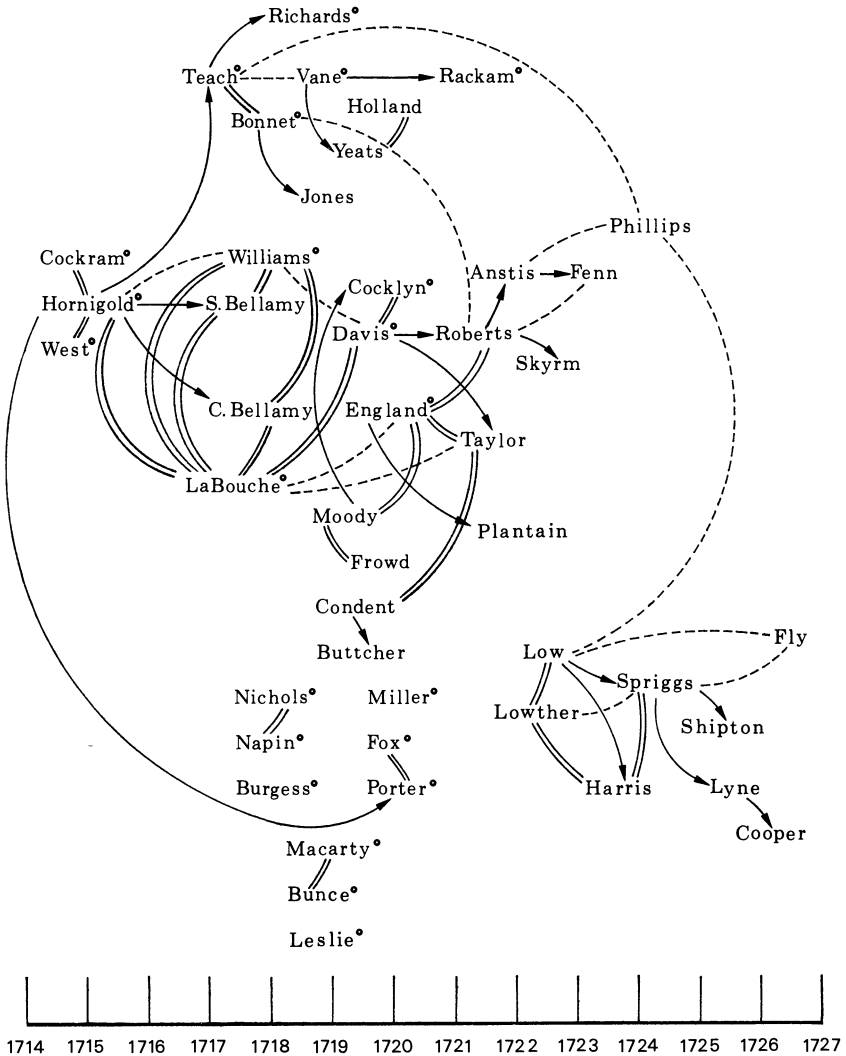 Richards°
Teach° Vane° Rackam°
Holland
Bonnet°
Yeats
Jones
Phillips
Cockram° Williams°
Anstis Fenn
Cocklyn°
Hornigold° S. Bellamy
Davis° Roberts
West°
Skyrm
C. Bellamy England°
Taylor
LaBouche°
Moody
Plantain
Frowd
Condent
Fly
Buttcher Low
Spriggs
Nichols° Miller°
Lowther
Shipton
Napin° Fox°
Burgess° Porter° Harris Lyne
Cooper
Macarty°
Bunce°
Leslie°
1714 1715 1716 1717 1718 1719 1720 1721 1722 1723 1724 1725 1726 1727